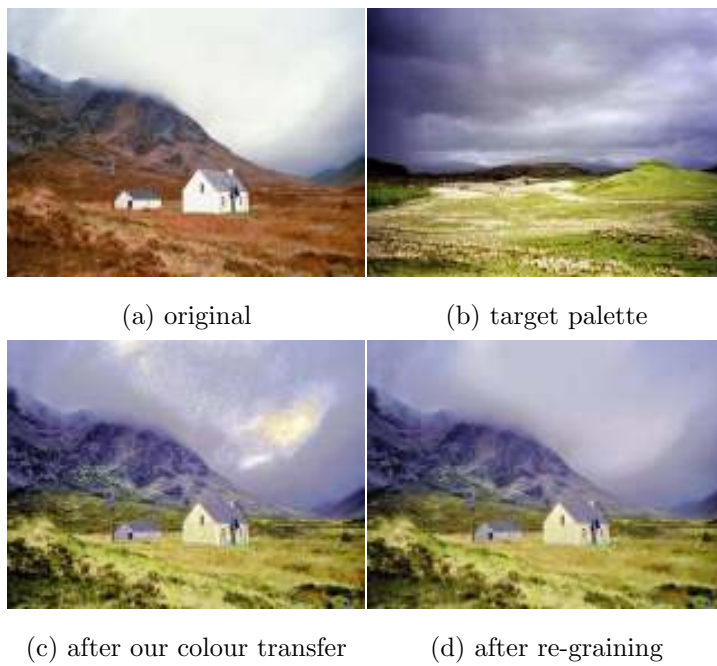 (a) original
(b) target palette
(c) after our colour transfer
(d) after re-graining